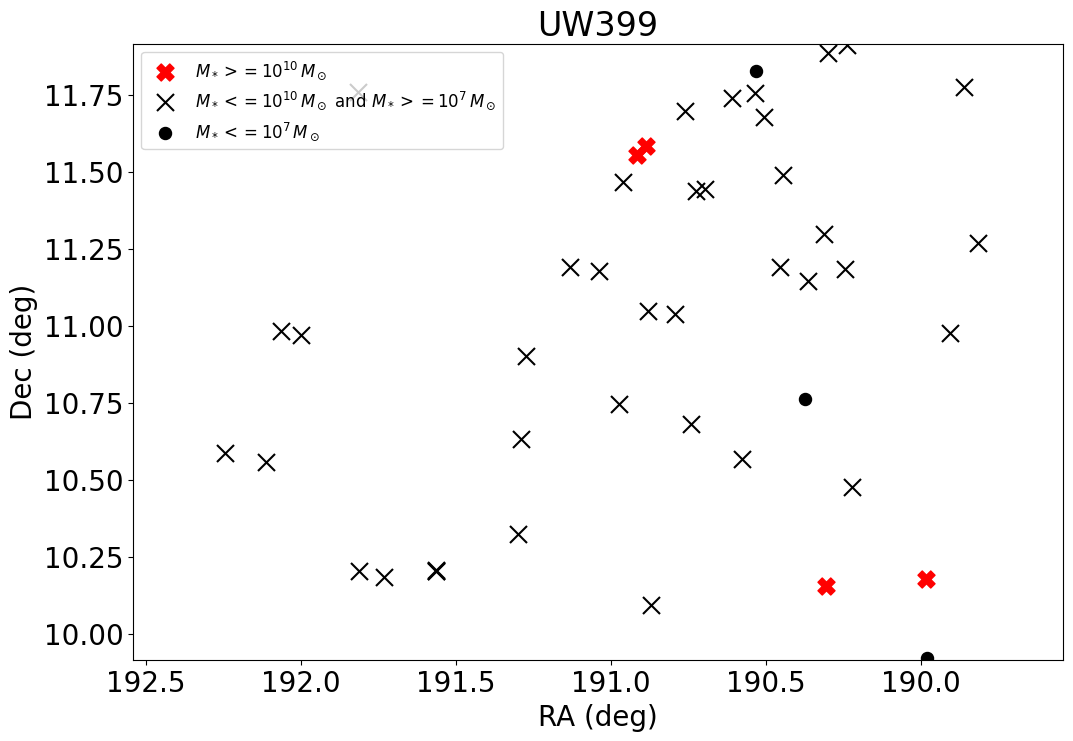 UW399
M* >= 10^10 M⊙
M* <= 10^10 M⊙ and M* >= 10^7 M⊙
M* <= 10^7 M⊙
11.75
11.50
11.25
11.00
10.75
10.50
10.25
10.00
Dec (deg)
192.5 192.0 191.5 191.0 190.5 190.0
RA (deg)